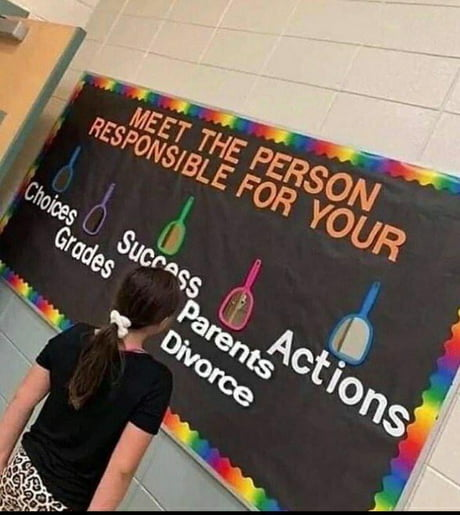 MEET THE PERSON
RESPONSIBLE FOR YOUR
Choices
Grades
Success
Parents
Divorce
Actions